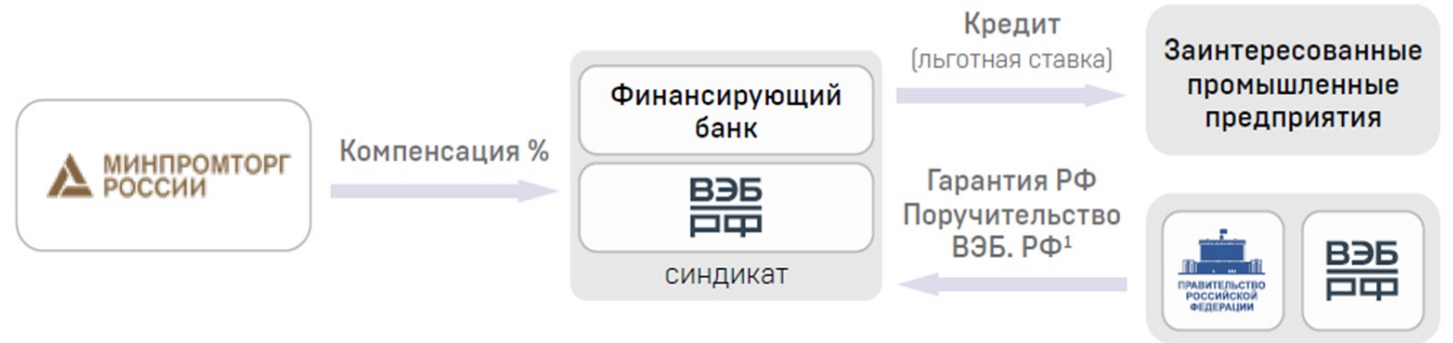 МИНПРОМТОРГ
РОССИИ
Компенсация %
Финансирующий
банк
ВЭБ
РФ
синдикат
Кредит
(льготная ставка)
Заинтересованные
промышленные
предприятия
Гарантия РФ
Поручительство
ВЭБ. РФ¹
ПРАВИТЕЛЬСТВО
РОССИЙСКОЙ
ФЕДЕРАЦИИ
ВЭБ
РФ